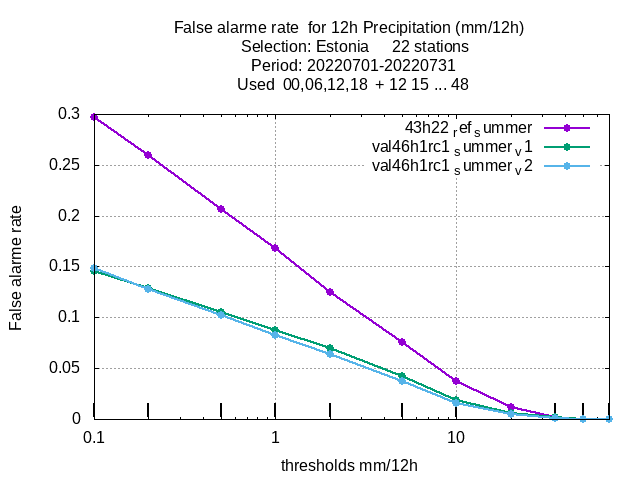 False alarme rate  for 12h Precipitation (mm/12h)
Selection: Estonia     22 stations
Period: 20220701-20220731
Used  00,06,12,18  + 12 15 ... 48
43h22 ref summer
val46h1rc1 summer v1
val46h1rc1 summer v2
0.3
0.25
0.2
0.15
0.1
0.05
0
False alarme rate
0.1 1 10
thresholds mm/12h